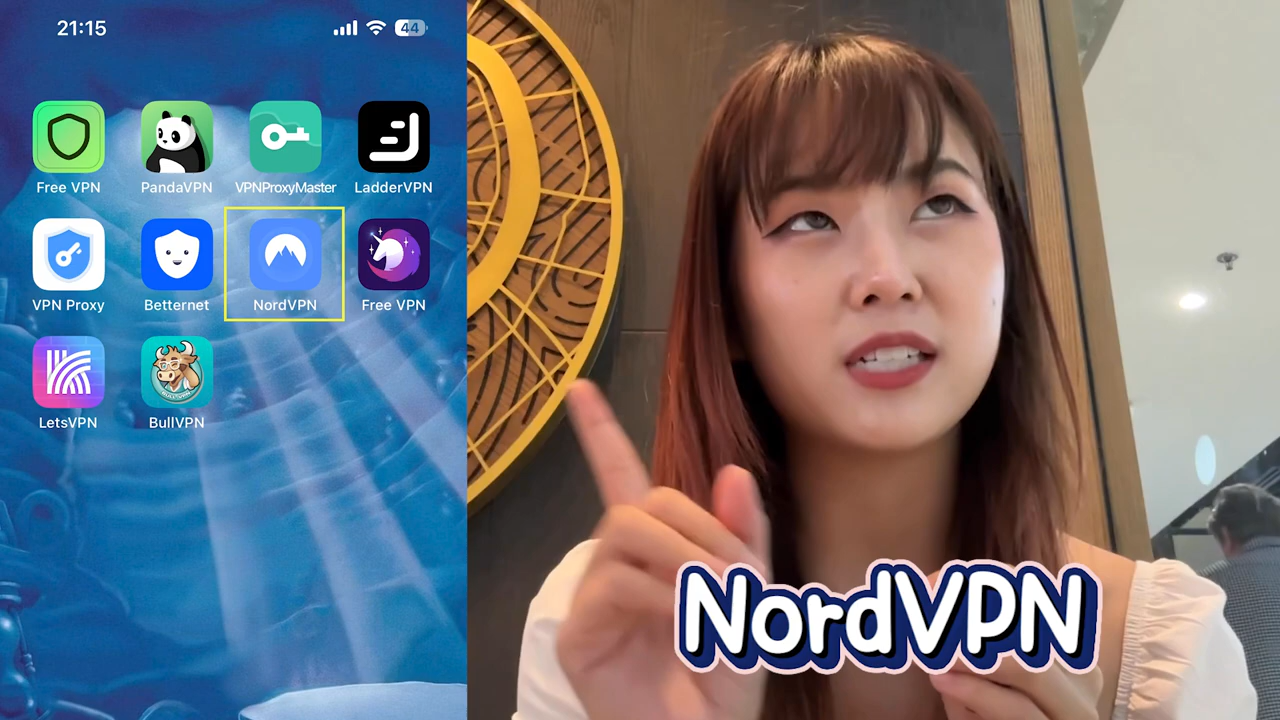 21:15
44
Free VPN
PandaVPN
VPNProxyMaster
LadderVPN
VPN Proxy
Betternet
NordVPN
Free VPN
LetsVPN
BullVPN
NordVPN